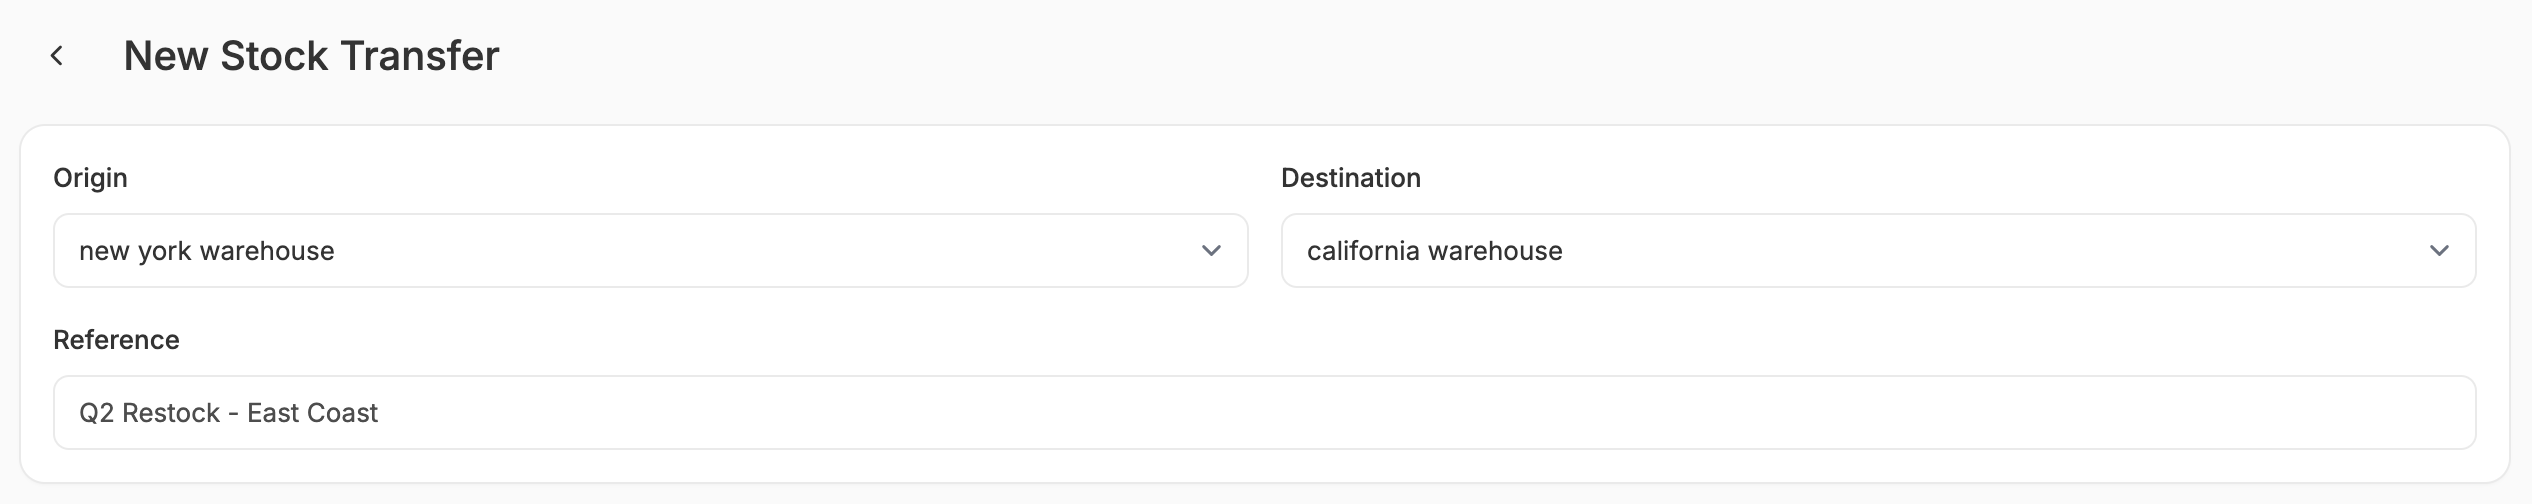 New Stock Transfer
Origin
Destination
new york warehouse
california warehouse
Reference
Q2 Restock - East Coast